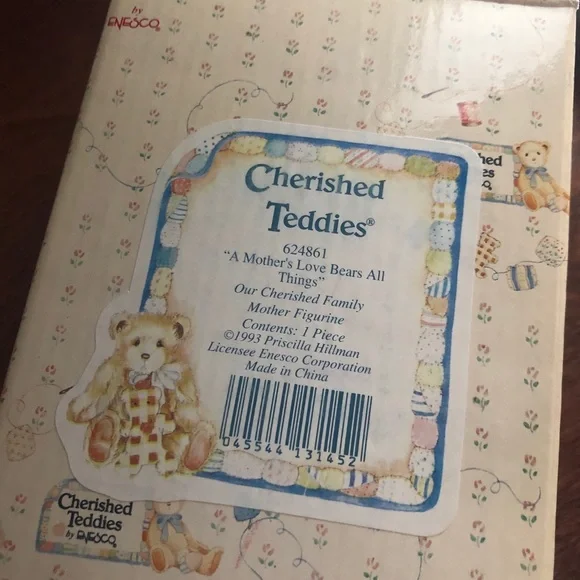 by
ENESCO®
Cherished
Teddies®
624861
"A Mother's Love Bears All
Things"
Our Cherished Family
Mother Figurine
Contents: 1 Piece
©1993 Priscilla Hillman
Licensee Enesco Corporation
Made in China
045544 131452
Cherished
Teddies
by ENESCO®